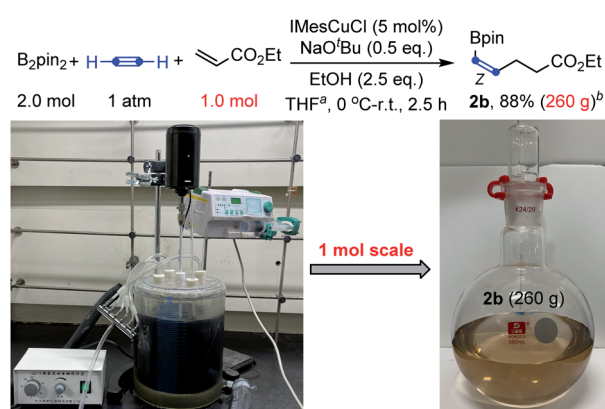 IMesCuCl (5 mol%)
NaOᵗBu (0.5 eq.)
B₂pin₂ + H H + CO₂Et
EtOH (2.5 eq.)
THFᵃ, 0 °C-r.t., 2.5 h
Bpin
CO₂Et
Z
2.0 mol 1 atm 1.0 mol
2b, 88% (260 g)ᵇ
1 mol scale
24/29
2b (260 g)
500ML